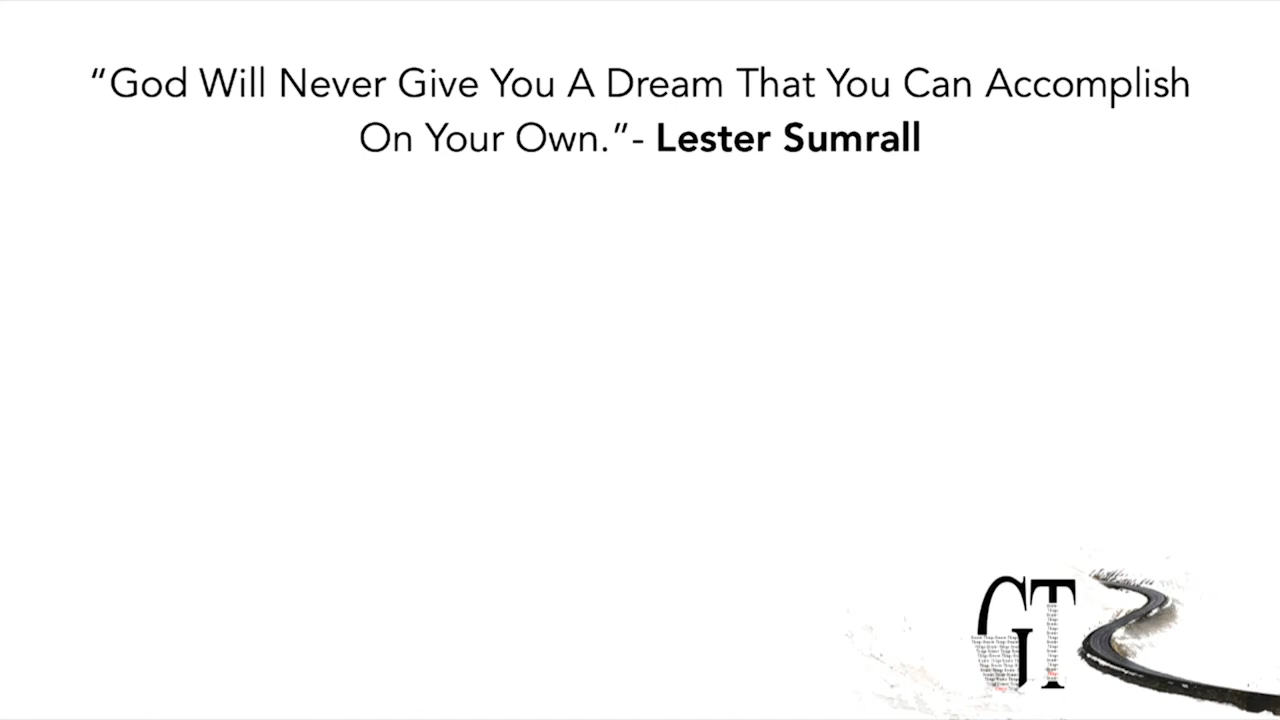 “God Will Never Give You A Dream That You Can Accomplish
On Your Own.”- Lester Sumrall
GT